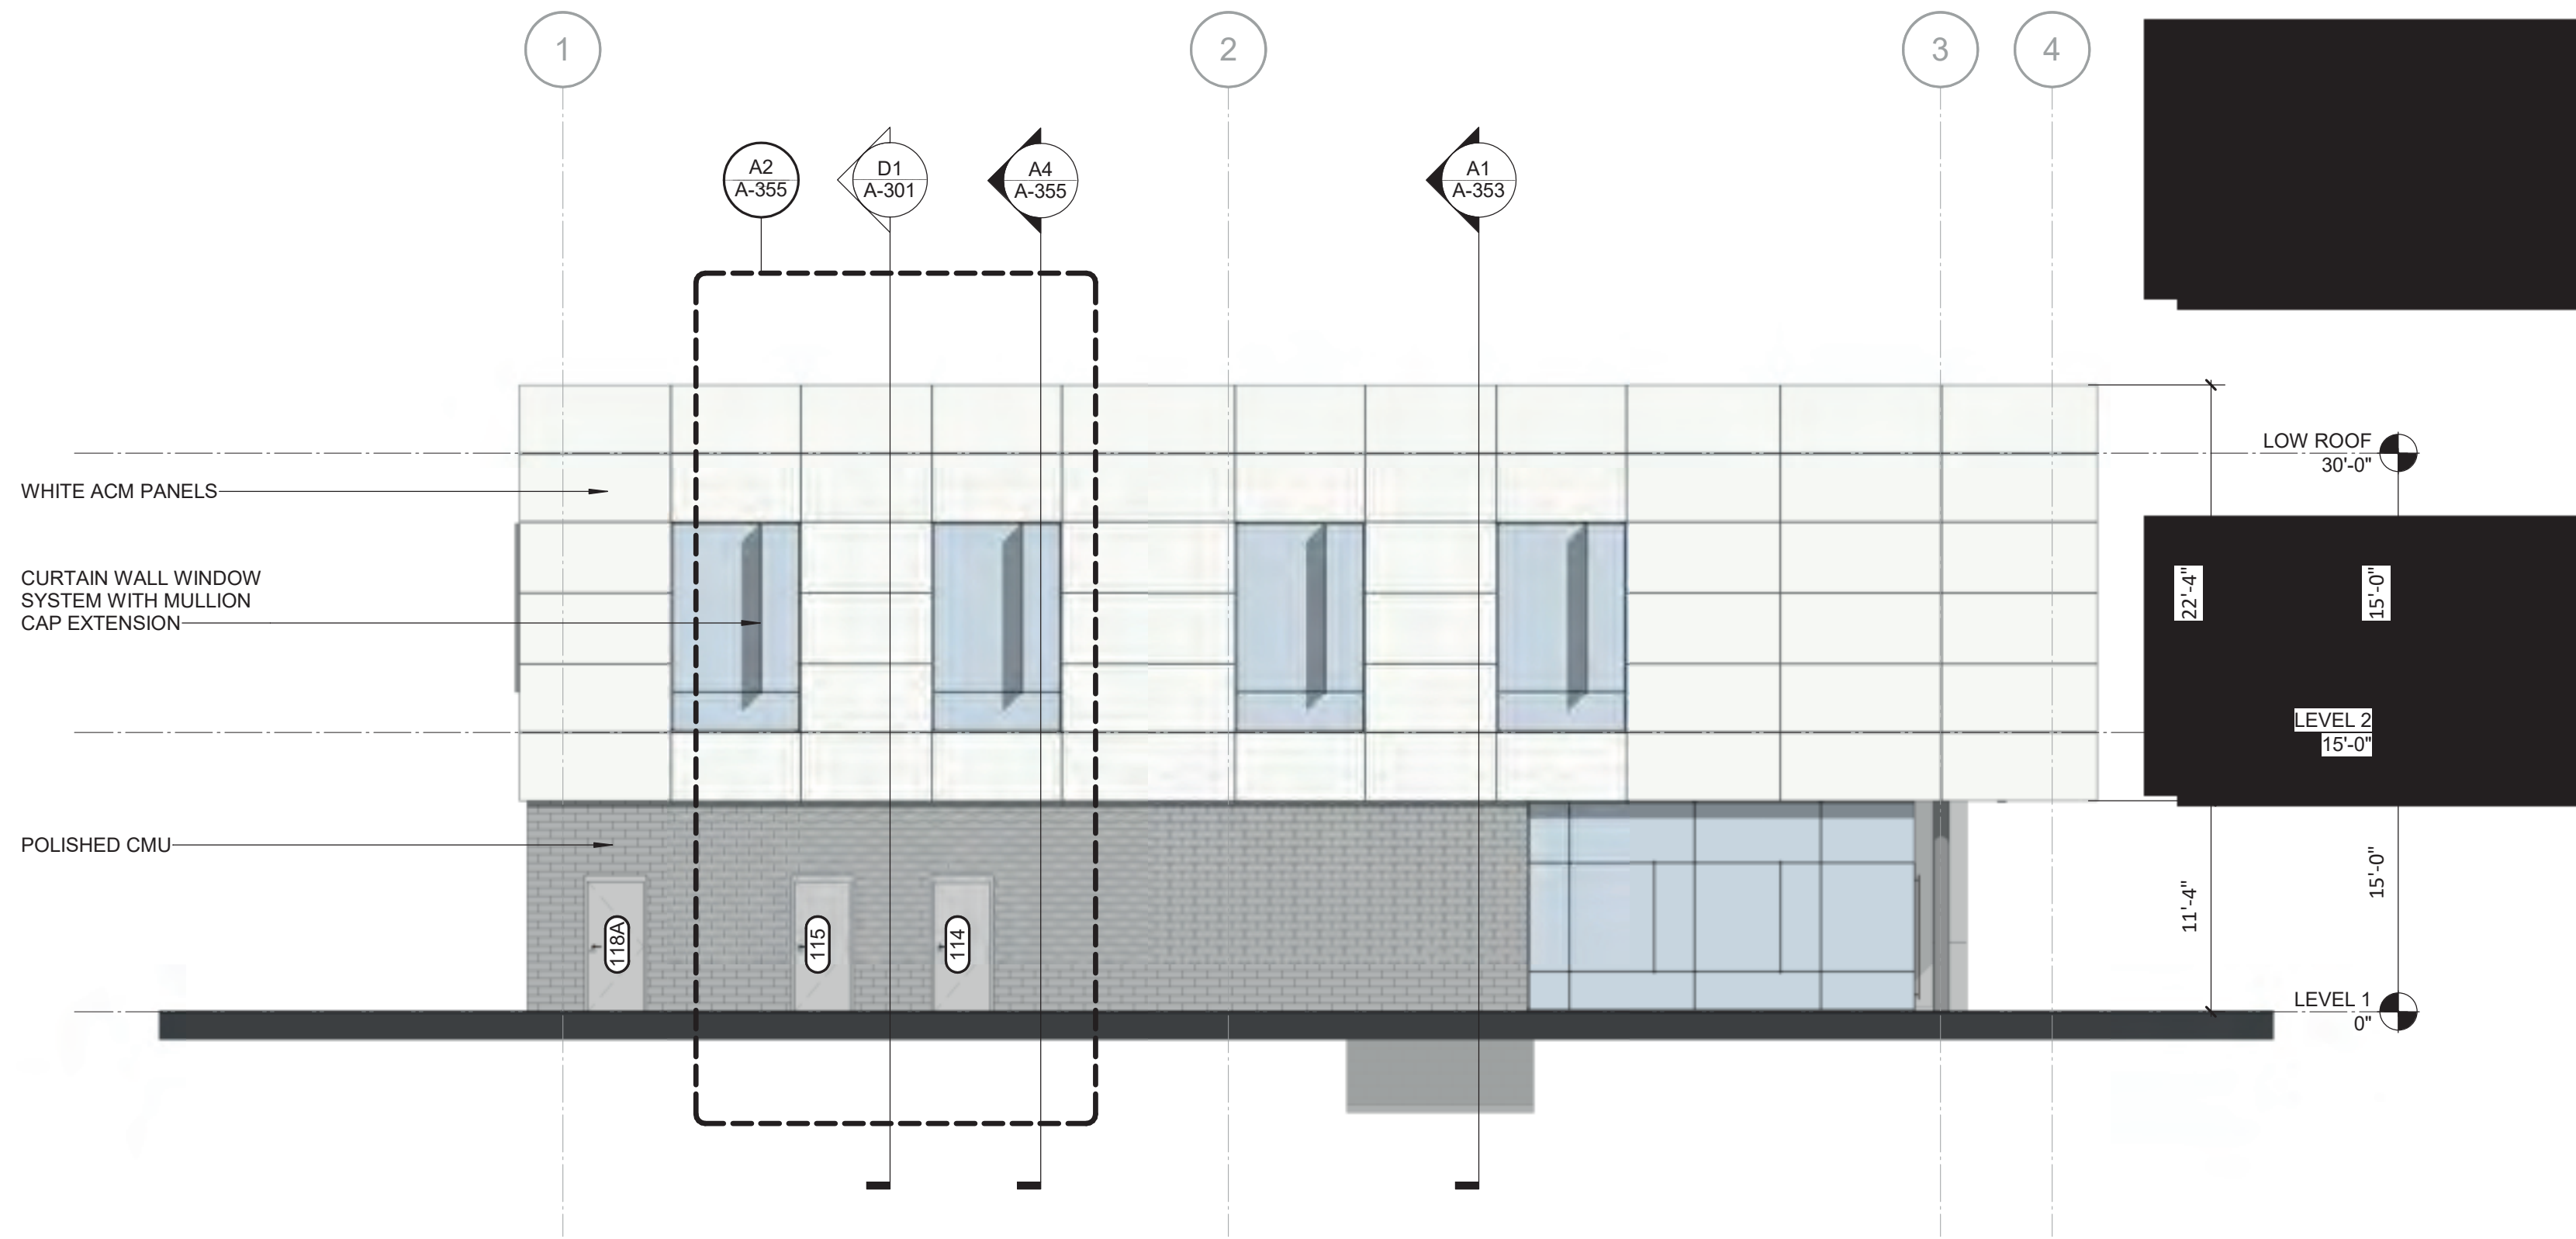 1
2
3
4
A2
A-355
D1
A-301
A4
A-355
A1
A-353
LOW ROOF
30'-0"
WHITE ACM PANELS
CURTAIN WALL WINDOW
SYSTEM WITH MULLION
CAP EXTENSION
22'-4"
15'-0"
LEVEL 2
15'-0"
POLISHED CMU
118A
115
114
11'-4"
15'-0"
LEVEL 1
0"